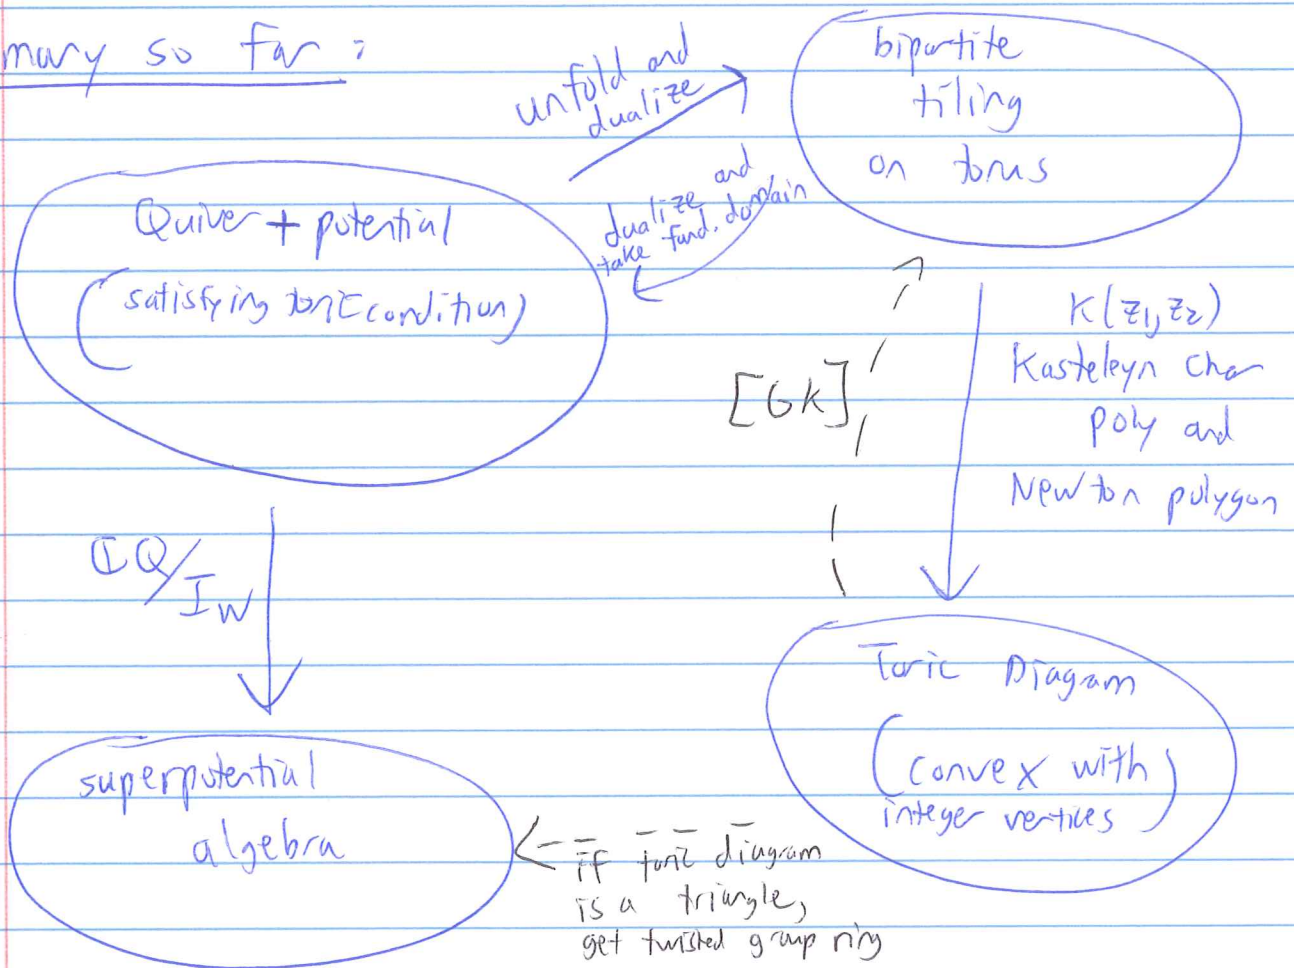 mary so far:
unfold and
dualize
bipartite
tiling
on torus
dualize and
take fund. domain
Quiver + potential
(satisfying toric condition)
K(z₁, z₂)
Kasteleyn char
poly and
Newton polygon
[GK]
ℂQ/I_W
Toric Diagram
(convex with
integer vertices)
superpotential
algebra
if toric diagram
is a triangle,
get twisted group ring